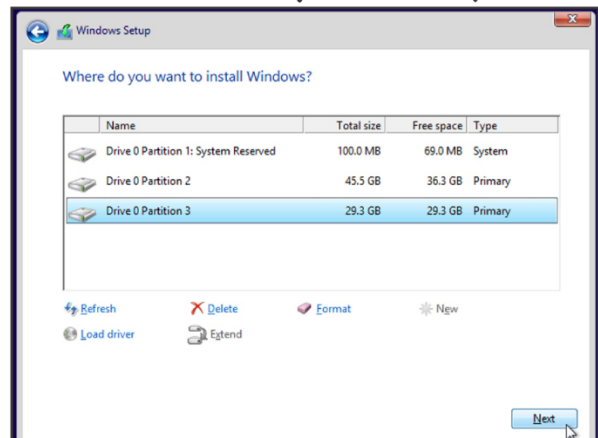 Windows Setup
Where do you want to install Windows?
Name Total size Free space Type
Drive 0 Partition 1: System Reserved 100.0 MB 69.0 MB System
Drive 0 Partition 2 45.5 GB 36.3 GB Primary
Drive 0 Partition 3 29.3 GB 29.3 GB Primary
Refresh Delete Format New
Load driver Extend
Next